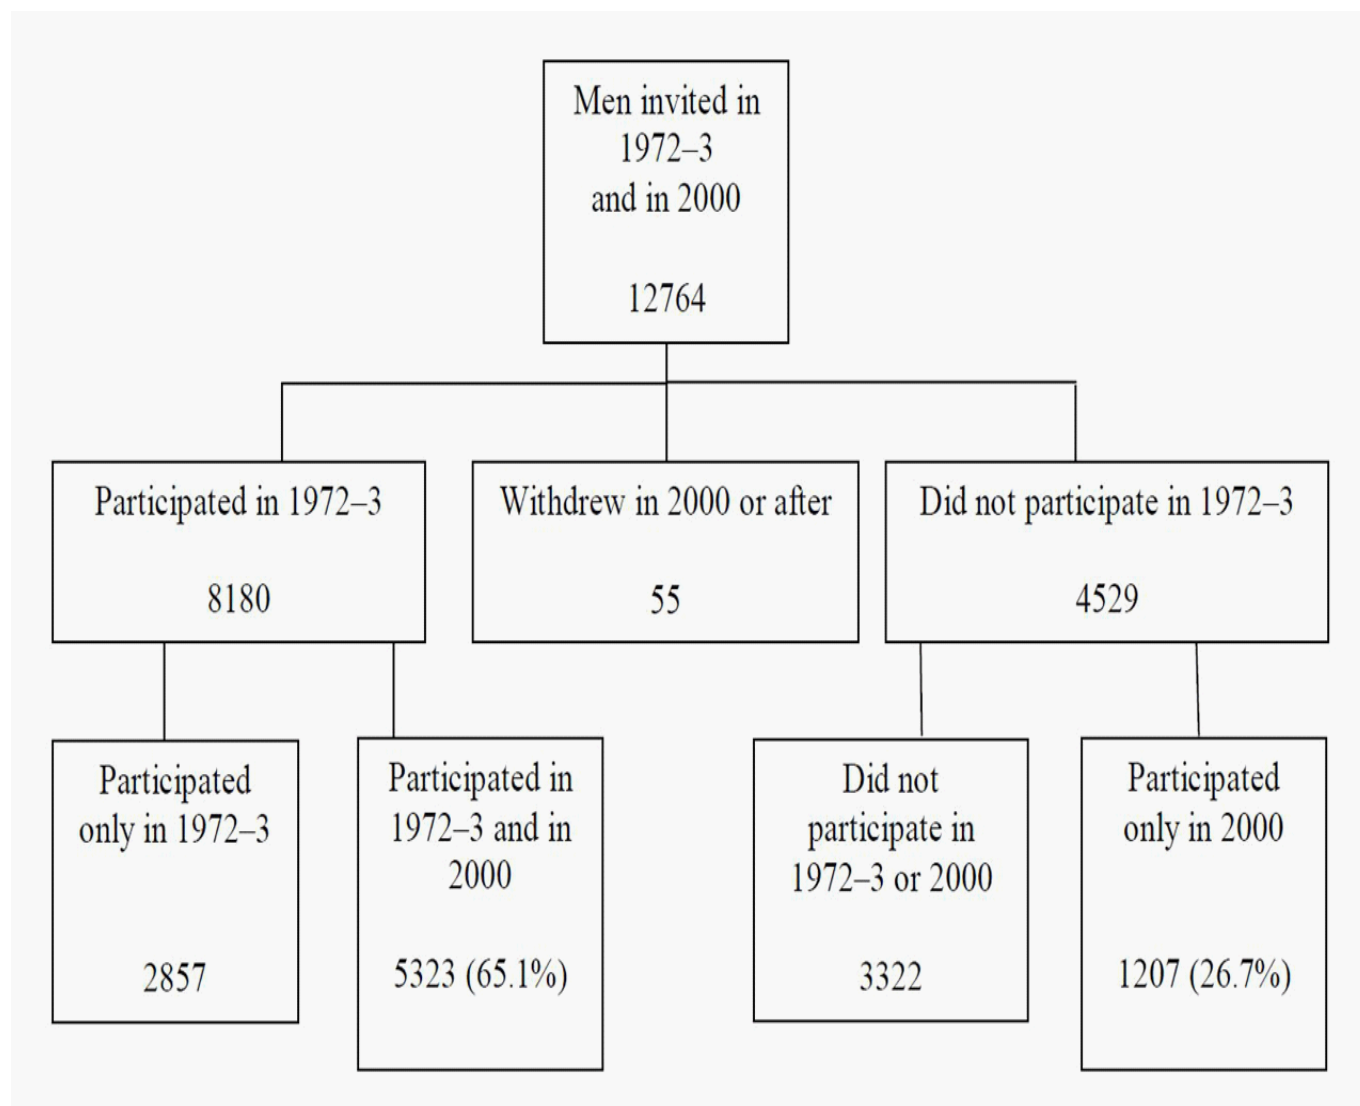 Men invited in
1972–3
and in 2000
12764
Participated in 1972–3
8180
Withdrew in 2000 or after
55
Did not participate in 1972–3
4529
Participated
only in 1972–3
2857
Participated in
1972–3 and in
2000
5323 (65.1%)
Did not
participate in
1972–3 or 2000
3322
Participated
only in 2000
1207 (26.7%)